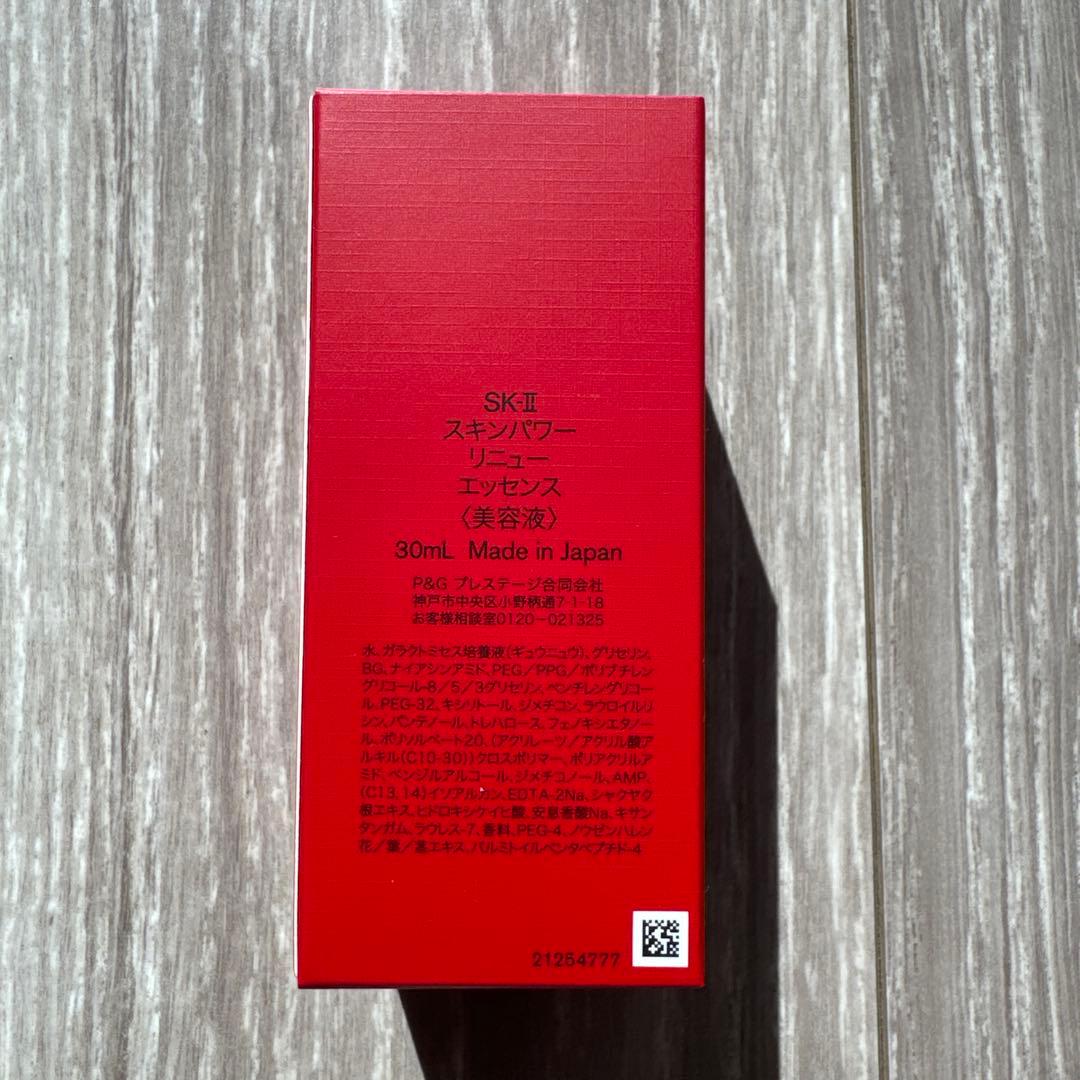 SK-Ⅱ
スキンパワー
リニュー
エッセンス
〈美容液〉
30mL Made in Japan
P&G プレステージ合同会社
神戸市中央区小野柄通7-1-18
お客様相談室0120-021325
水、ガラクトミセス培養液(ギュウニュウ)、グリセリン、
BG、ナイアシンアミド、PEG／PPG／ポリブチレン
グリコール-8／5／3グリセリン、ペンチレングリコー
ル、PEG-32、キシリトール、ジメチコン、ラウロイルリ
シン、パンテノール、トレハロース、フェノキシエタノー
ル、ポリソルベート20、(アクリレーツ／アクリル酸ア
ルキル(C10-30))クロスポリマー、ポリアクリルア
ミド、ベンジルアルコール、ジメチコノール、AMP、
(C13,14)イソアルカン、EDTA-2Na、シャクヤク
根エキス、ヒドロキシケイヒ酸、安息香酸Na、キサン
タンガム、ラウレス-7、香料、PEG-4、ノウゼンハレン
花／葉／茎エキス、パルミトイルペンタペプチド-4
21264777